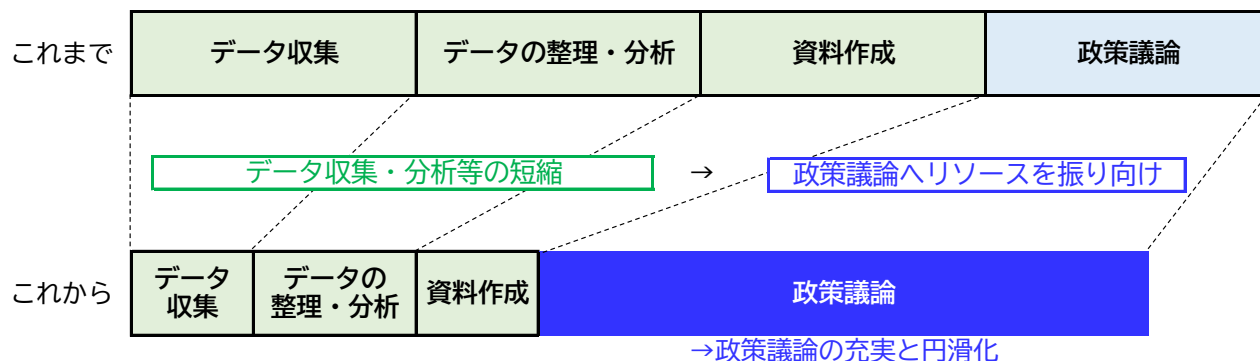 これまで
データ収集
データの整理・分析
資料作成
政策議論
データ収集・分析等の短縮
→
政策議論へリソースを振り向け
これから
データ
収集
データの
整理・分析
資料作成
政策議論
→政策議論の充実と円滑化